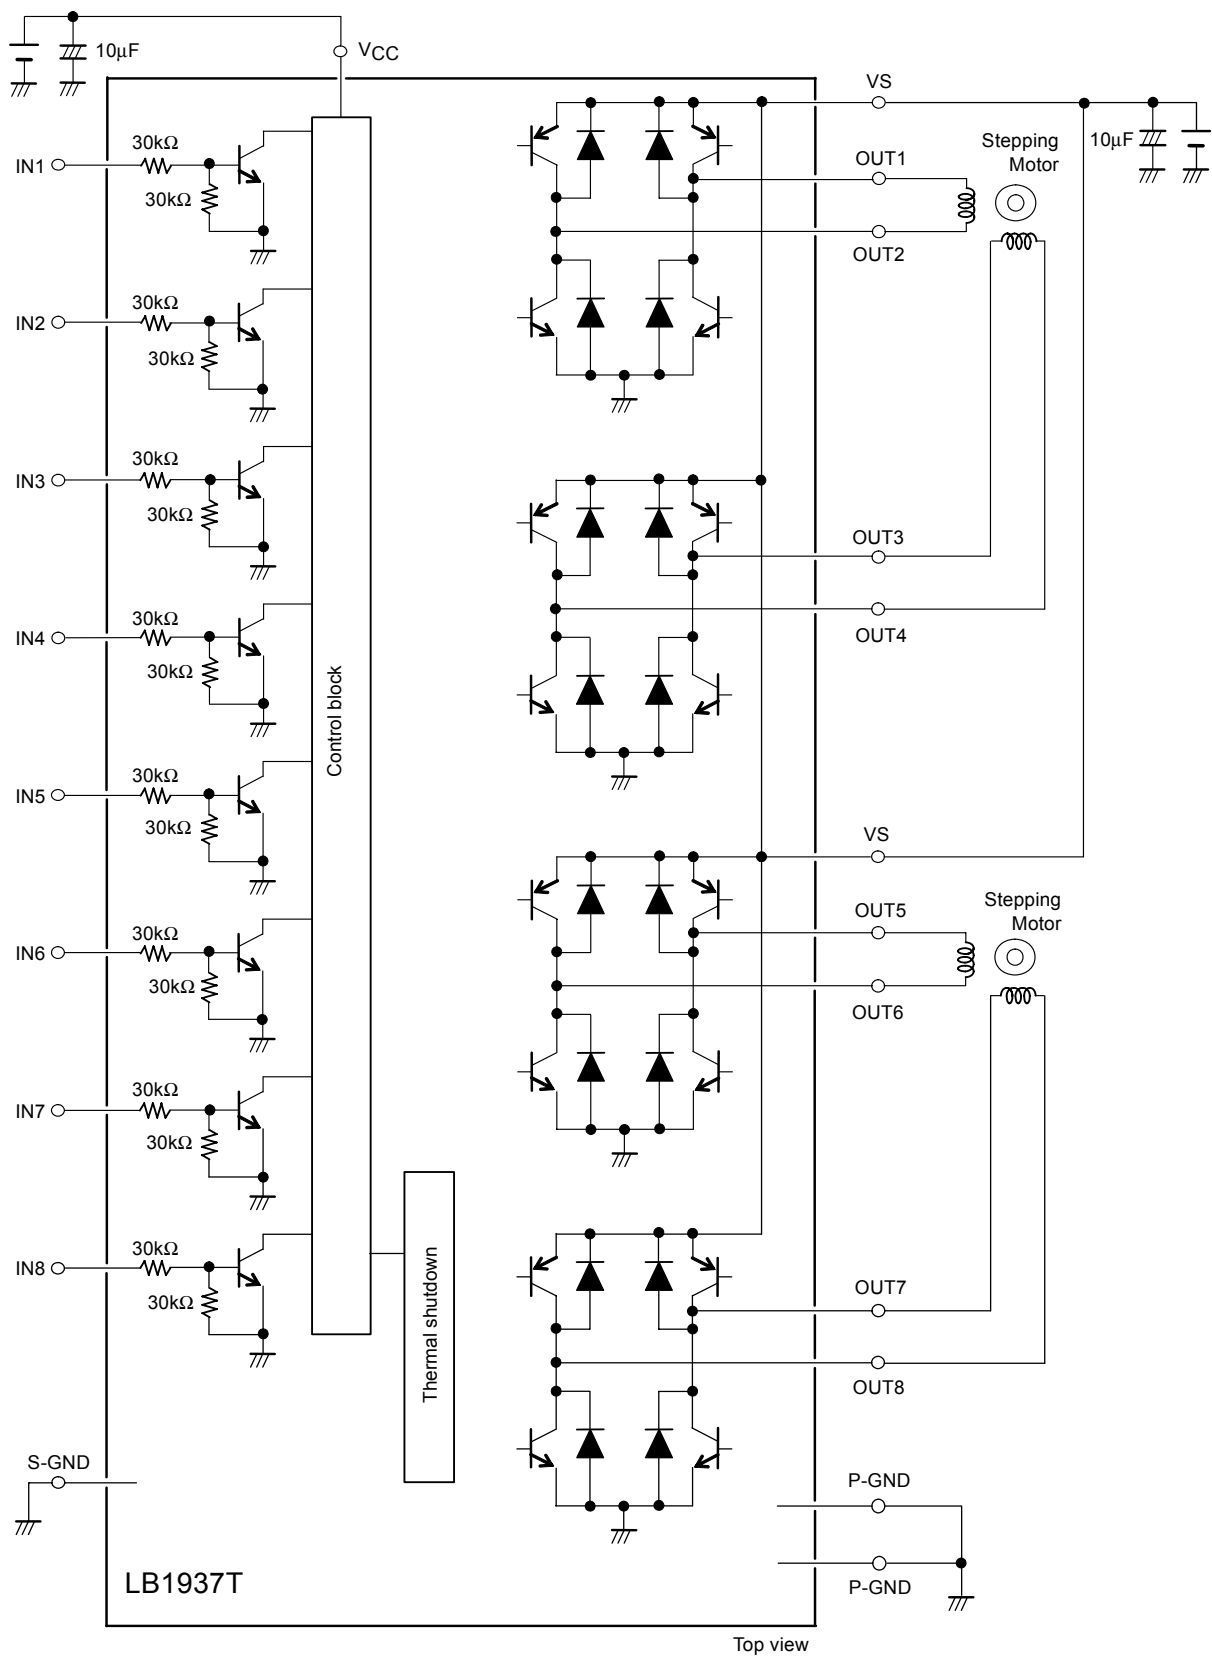 10µF
VCC
VS
IN1
30kΩ
30kΩ
OUT1
OUT2
Stepping
Motor
10µF
IN2
30kΩ
30kΩ
IN3
30kΩ
30kΩ
OUT3
OUT4
IN4
30kΩ
30kΩ
Control block
IN5
30kΩ
30kΩ
VS
OUT5
OUT6
Stepping
Motor
IN6
30kΩ
30kΩ
IN7
30kΩ
30kΩ
IN8
30kΩ
30kΩ
Thermal shutdown
OUT7
OUT8
S-GND
P-GND
P-GND
LB1937T
Top view